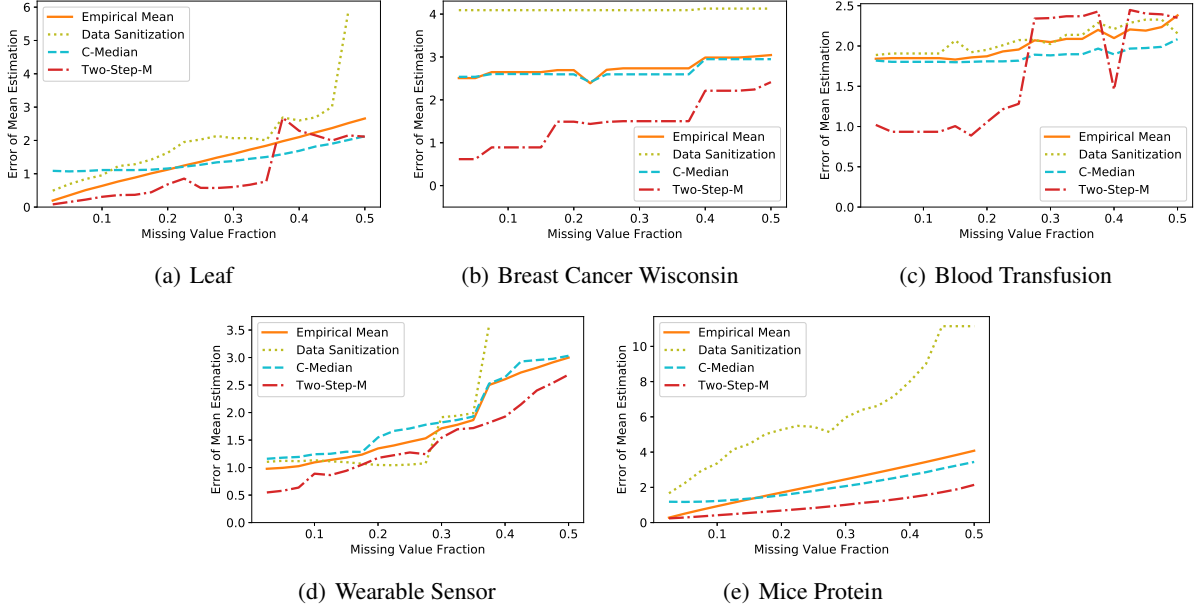 Error of Mean Estimation
6
5
4
3
2
1
0
Empirical Mean
Data Sanitization
C-Median
Two-Step-M
0.1
0.2
0.3
0.4
0.5
Missing Value Fraction
(a) Leaf
Error of Mean Estimation
4
3
2
1
0
Empirical Mean
Data Sanitization
C-Median
Two-Step-M
0.1
0.2
0.3
0.4
0.5
Missing Value Fraction
(b) Breast Cancer Wisconsin
Error of Mean Estimation
2.5
2.0
1.5
1.0
0.5
0.0
Empirical Mean
Data Sanitization
C-Median
Two-Step-M
0.1
0.2
0.3
0.4
0.5
Missing Value Fraction
(c) Blood Transfusion
Error of Mean Estimation
3.5
3.0
2.5
2.0
1.5
1.0
0.5
0.0
Empirical Mean
Data Sanitization
C-Median
Two-Step-M
0.1
0.2
0.3
0.4
0.5
Missing Value Fraction
(d) Wearable Sensor
Error of Mean Estimation
10
8
6
4
2
0
Empirical Mean
Data Sanitization
C-Median
Two-Step-M
0.1
0.2
0.3
0.4
0.5
Missing Value Fraction
(e) Mice Protein